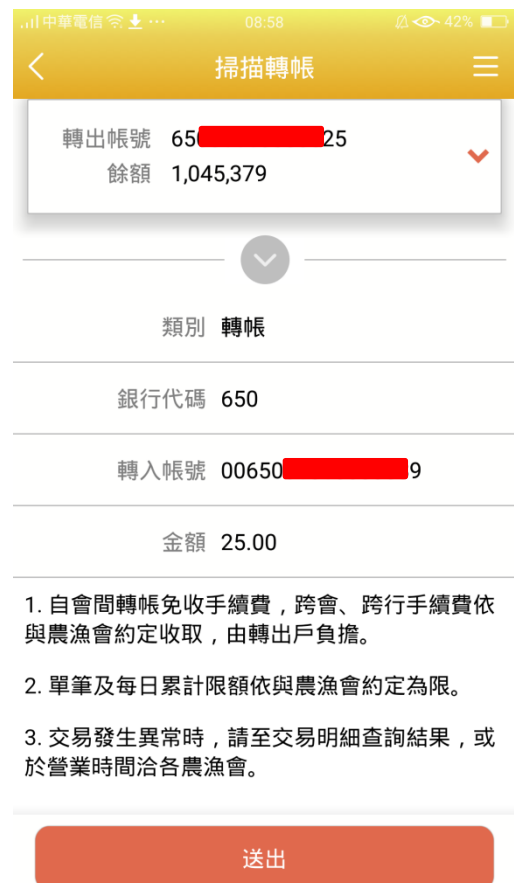 中華電信 ... 08:58 42%
掃描轉帳
轉出帳號 650 25
餘額 1,045,379
類別 轉帳
銀行代碼 650
轉入帳號 00650 9
金額 25.00
1. 自會間轉帳免收手續費，跨會、跨行手續費依
與農漁會約定收取，由轉出戶負擔。
2. 單筆及每日累計限額依與農漁會約定為限。
3. 交易發生異常時，請至交易明細查詢結果，或
於營業時間洽各農漁會。
送出